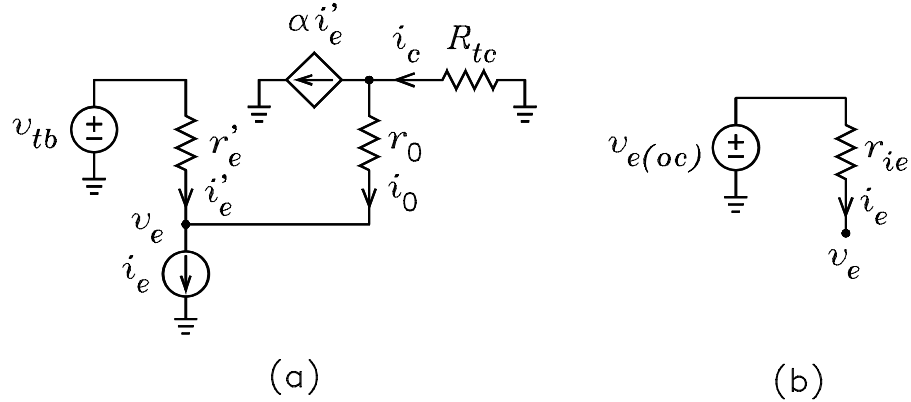 αi'e
ic
Rtc
vtb
+
−
r'e
r0
i'e
i0
ve
ie
ve(oc)
+
−
rie
ie
ve
(a)
(b)